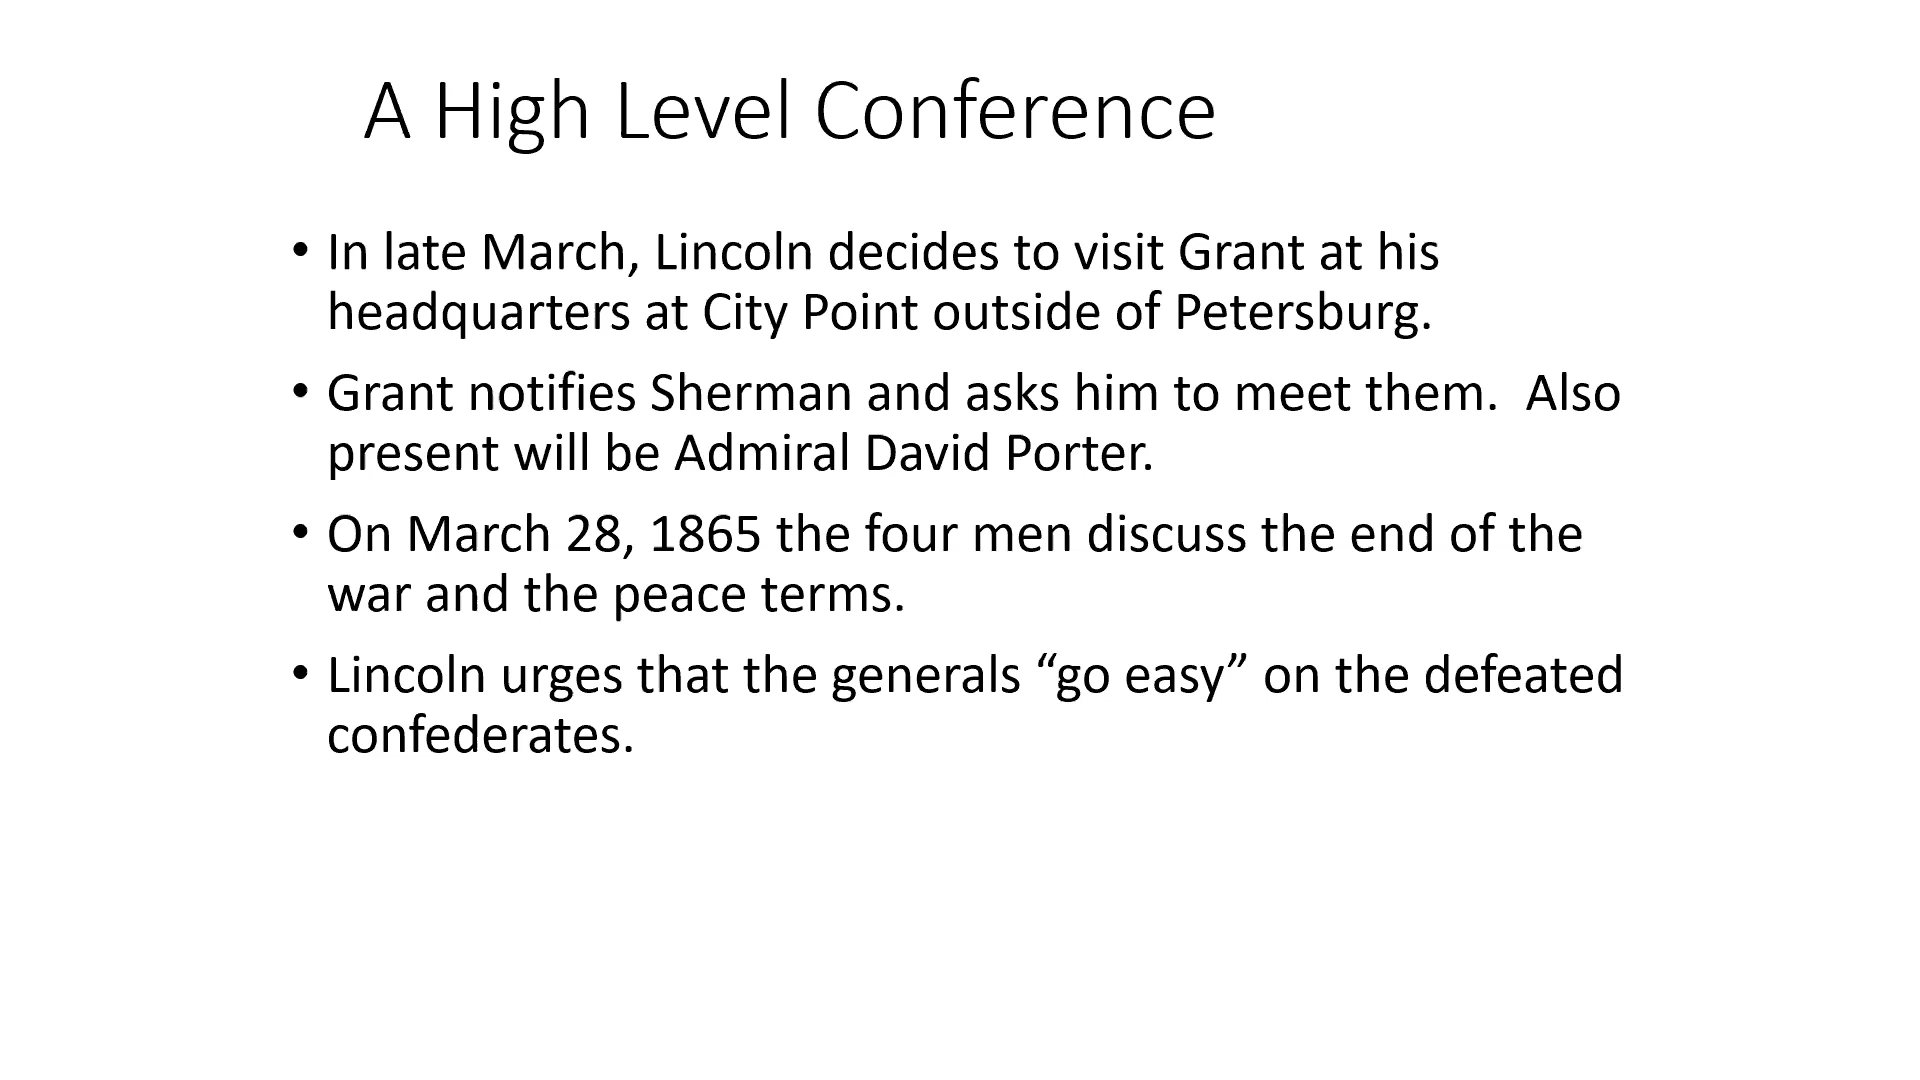 A High Level Conference
• In late March, Lincoln decides to visit Grant at his
headquarters at City Point outside of Petersburg.
• Grant notifies Sherman and asks him to meet them.  Also
present will be Admiral David Porter.
• On March 28, 1865 the four men discuss the end of the
war and the peace terms.
• Lincoln urges that the generals “go easy” on the defeated
confederates.